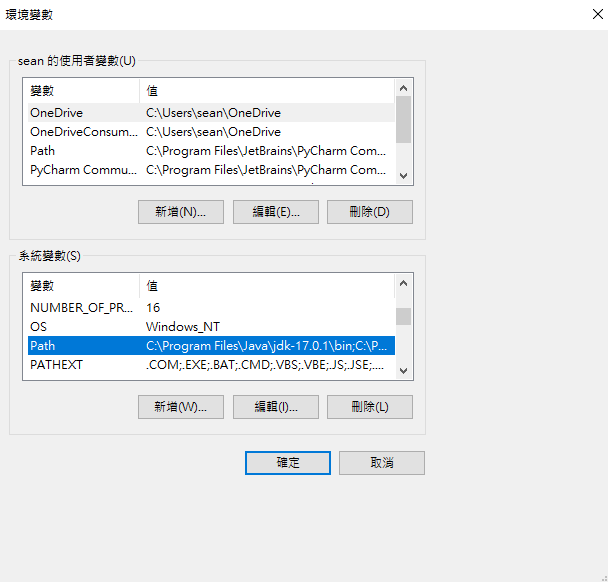 環境變數
sean 的使用者變數(U)
變數 值
OneDrive C:\Users\sean\OneDrive
OneDriveConsum... C:\Users\sean\OneDrive
Path C:\Program Files\JetBrains\PyCharm Com...
PyCharm Commu... C:\Program Files\JetBrains\PyCharm Com...
新增(N)... 編輯(E)... 刪除(D)
系統變數(S)
變數 值
NUMBER_OF_PR... 16
OS Windows_NT
Path C:\Program Files\Java\jdk-17.0.1\bin;C:\P...
PATHEXT .COM;.EXE;.BAT;.CMD;.VBS;.VBE;.JS;.JSE;....
新增(W)... 編輯(I)... 刪除(L)
確定 取消